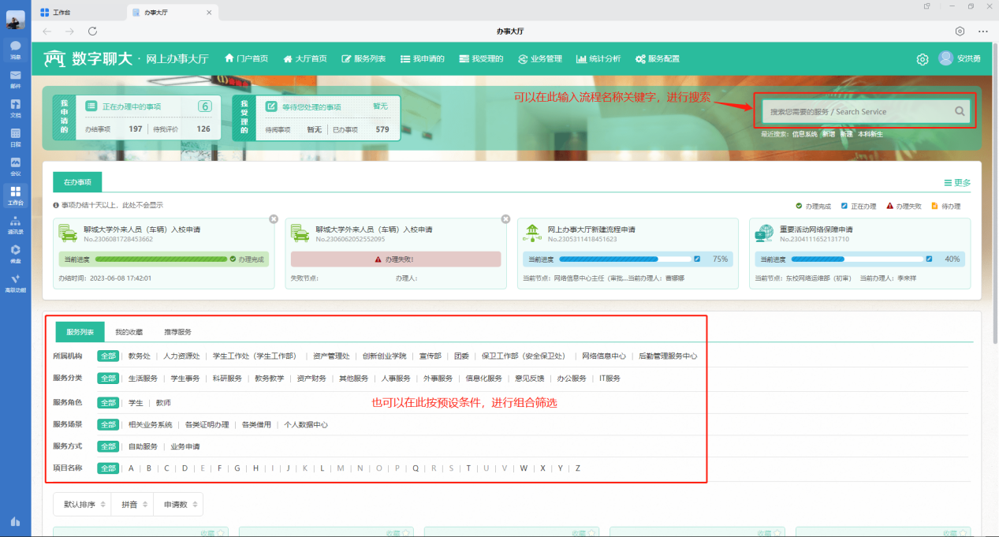 工作台
办事大厅
办事大厅
消息
邮件
文档
日程
会议
工作台
通讯录
微盘
高级功能
数字聊大 · 网上办事大厅 门户首页 大厅首页 服务列表 我申请的 我受理的 业务管理 统计分析 服务配置 安洪勇
我申请的
正在办理中的事项 6
办结事项 197 待我评价 126
我受理的
等待您处理的事项 暂无
待阅事项 暂无 已办事项 579
可以在此输入流程名称关键字，进行搜索
搜索您需要的服务 / Search Service
最近搜索：信息系统 新增 新建 本科新生
在办事项
更多
事项办结十天以上，此处不会显示
办理完成 正在办理 办理失败 待办理
聊城大学外来人员（车辆）入校申请
No.2306081728453662
当前进度 办理完成
办结时间：2023-06-08 17:42:01
聊城大学外来人员（车辆）入校申请
No.2306062052552095
办理失败!
失败节点： 办理人：
网上办事大厅新建流程申请
No.2305311418451623
当前进度 75%
当前节点：网络信息中心主任（审批...当前办理人：曹娜娜
重要活动网络保障申请
No.2304111652131710
当前进度 40%
当前节点：东校网络运维部（初审） 当前办理人：李来祥
服务列表 我的收藏 推荐服务
所属机构 全部 教务处 人力资源处 学生工作处（学生工作部） 资产管理处 创新创业学院 宣传部 团委 保卫工作部（安全保卫处） 网络信息中心 后勤管理服务中心
服务分类 全部 生活服务 学生事务 科研服务 教务教学 资产财务 其他服务 人事服务 外事服务 信息化服务 意见反馈 办公服务 IT服务
服务角色 全部 学生 教师
也可以在此按预设条件，进行组合筛选
服务场景 全部 相关业务系统 各类证明办理 各类借用 个人数据中心
服务方式 全部 自助服务 业务申请
项目名称 全部 A B C D E F G H I J K L M N O P Q R S T U V W X Y Z
默认排序 拼音 申请数
收藏 收藏 收藏 收藏 收藏